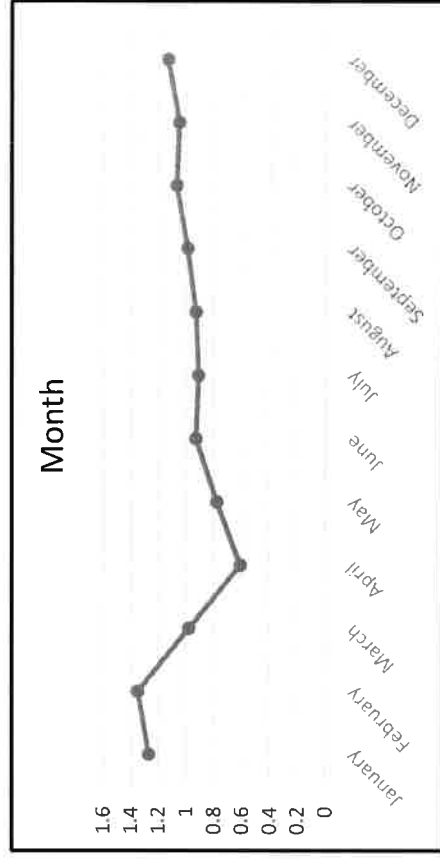 Month
1.6
1.4
1.2
1
0.8
0.6
0.4
0.2
0
January
February
March
April
May
June
July
August
September
October
November
December